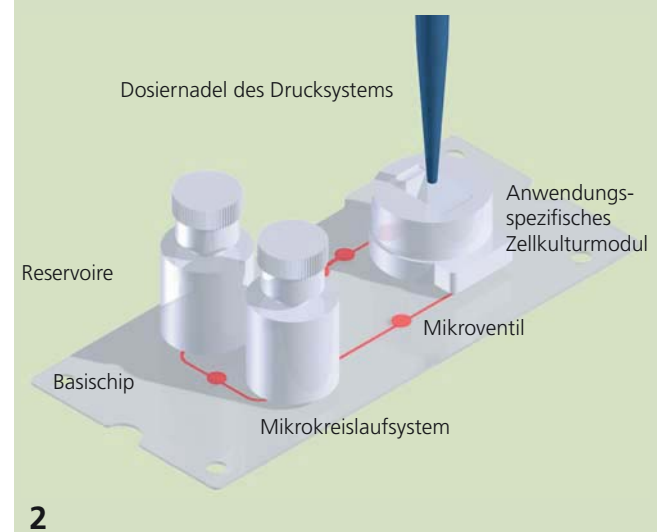 Dosiernadel des Drucksystems
Anwendungs-
spezifisches
Zellkulturmodul
Reservoire
Mikroventil
Basischip
Mikrokreislaufsystem
2